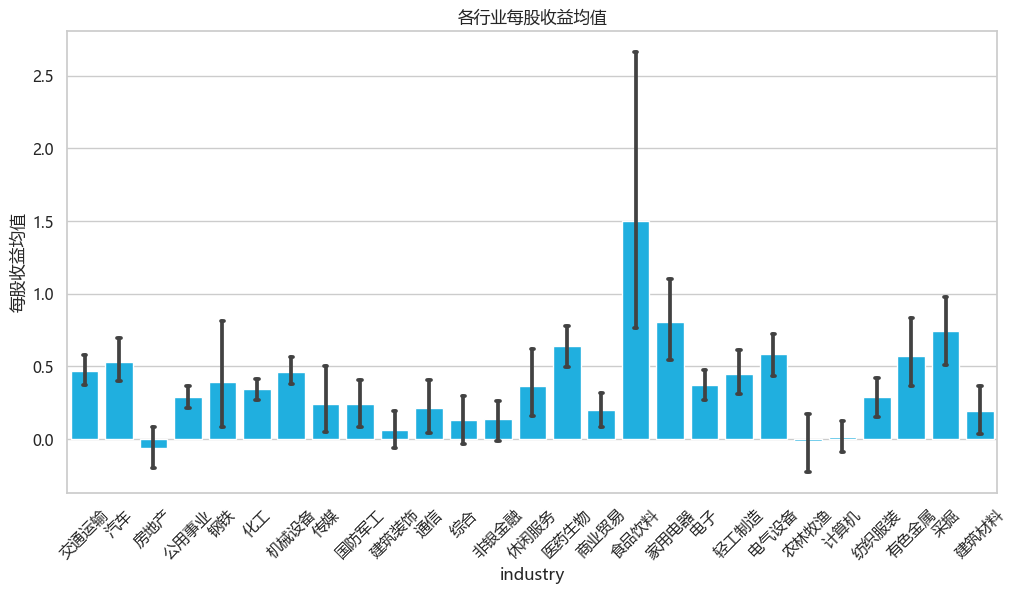 各行业每股收益均值
每股收益均值
2.5
2.0
1.5
1.0
0.5
0.0
交通运输
汽车
房地产
公用事业
钢铁
化工
机械设备
传媒
国防军工
建筑装饰
通信
综合
非银金融
休闲服务
医药生物
商业贸易
食品饮料
家用电器
电子
轻工制造
电气设备
农林牧渔
计算机
纺织服装
有色金属
采掘
建筑材料
industry